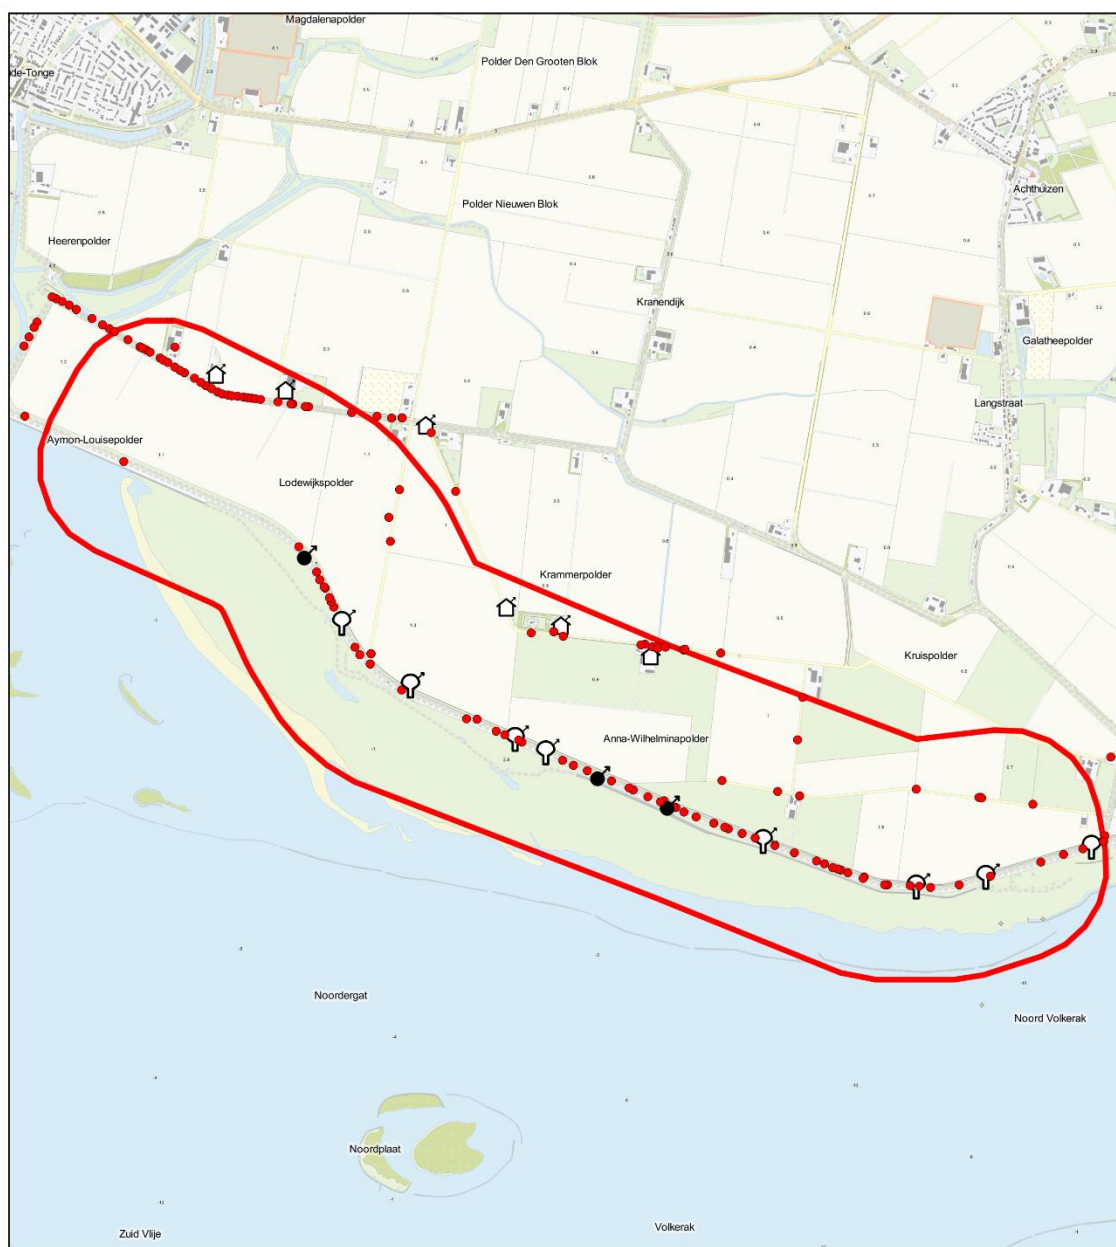 Magdalenapolder
Polder Den Grooten Blok
de-Tonge
Achthuizen
Polder Nieuwen Blok
Heerenpolder
Kranendijk
Galatheepolder
Langstraat
Aymon-Louisepolder
Lodewijkspolder
Krammerpolder
Kruispolder
Anna-Wilhelminapolder
Noordergat
Noord Volkerak
Noordplaat
Volkerak
Zuid Vlije